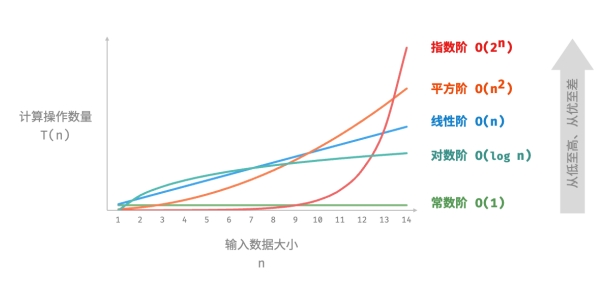 指数阶 O(2ⁿ)
平方阶 O(n²)
线性阶 O(n)
对数阶 O(log n)
常数阶 O(1)
计算操作数量
T(n)
1 2 3 4 5 6 7 8 9 10 11 12 13 14
输入数据大小
n
从低至高、从优至差